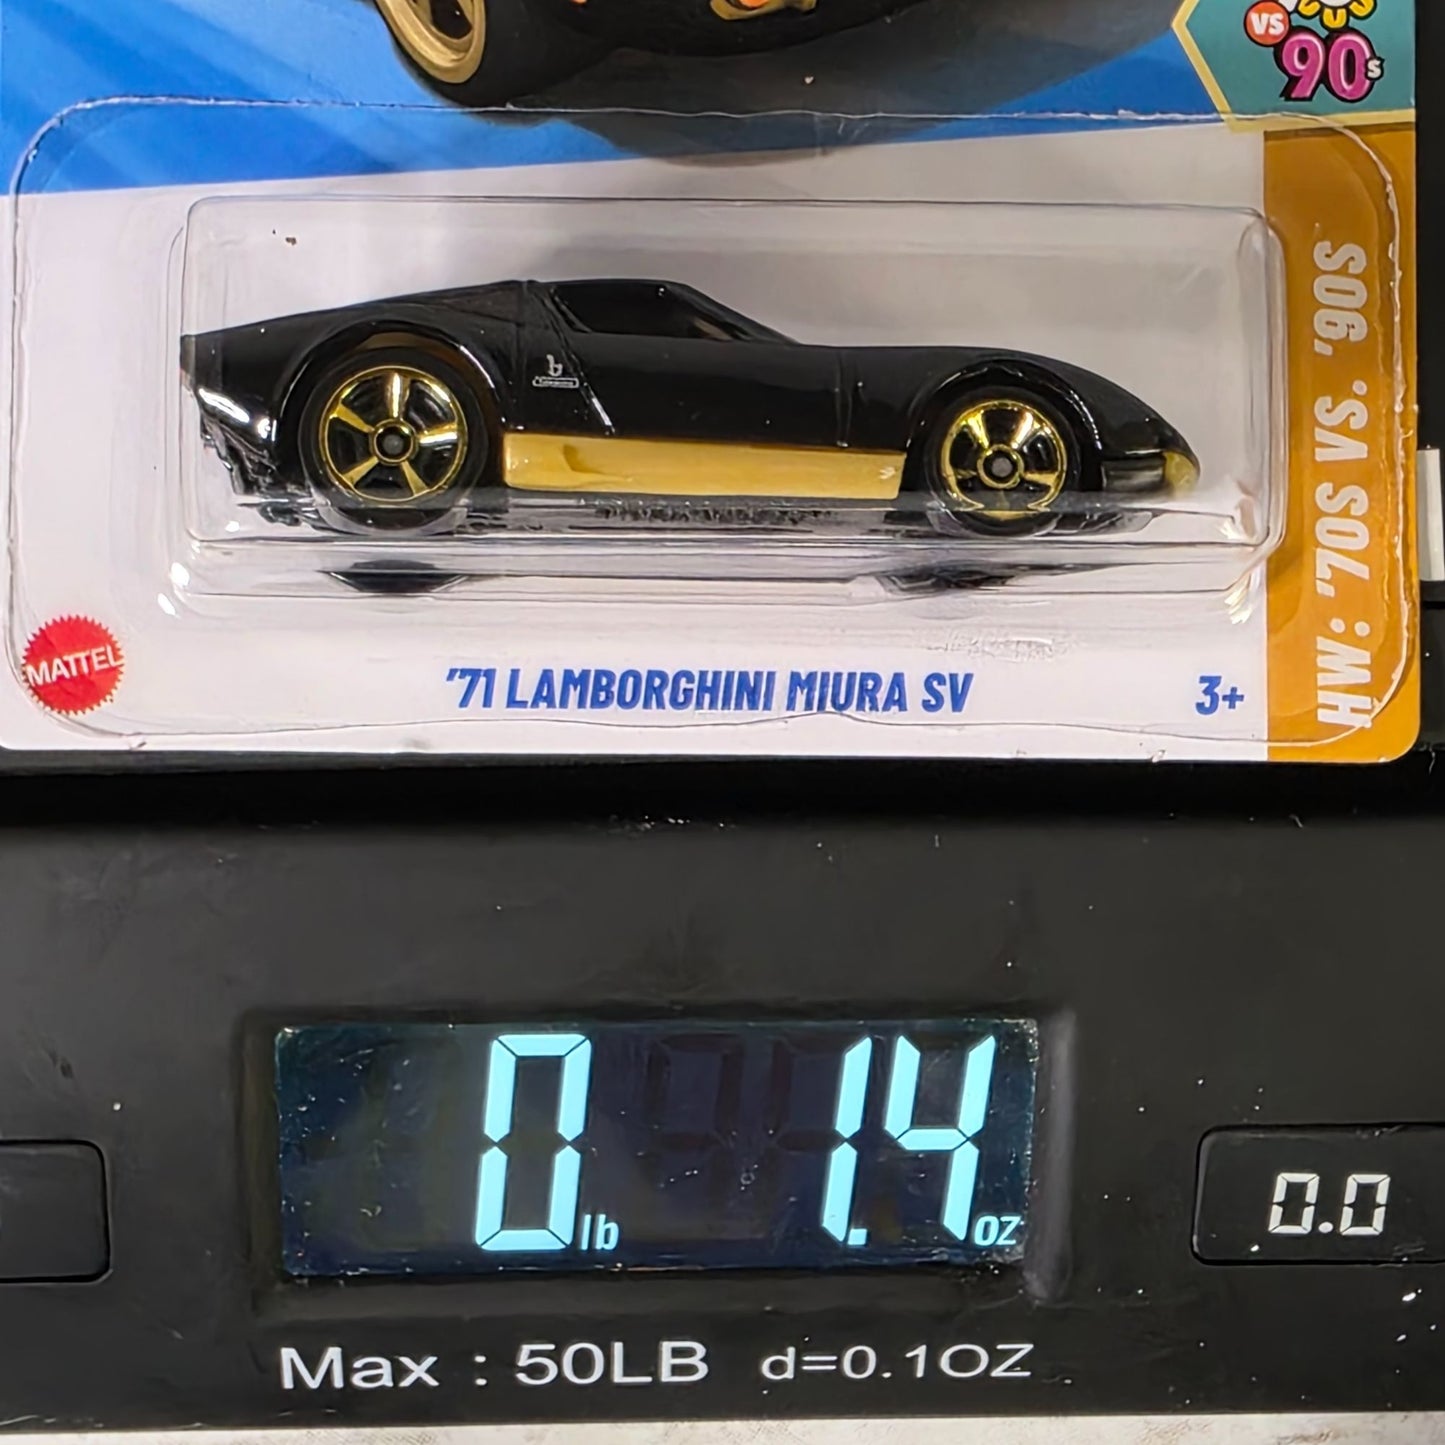 VS
90s
HW: '70S VS. '90S
MATTEL
'71 LAMBORGHINI MIURA SV
3+
0 lb 1.4 oz
0.0
Max : 50LB d=0.1OZ